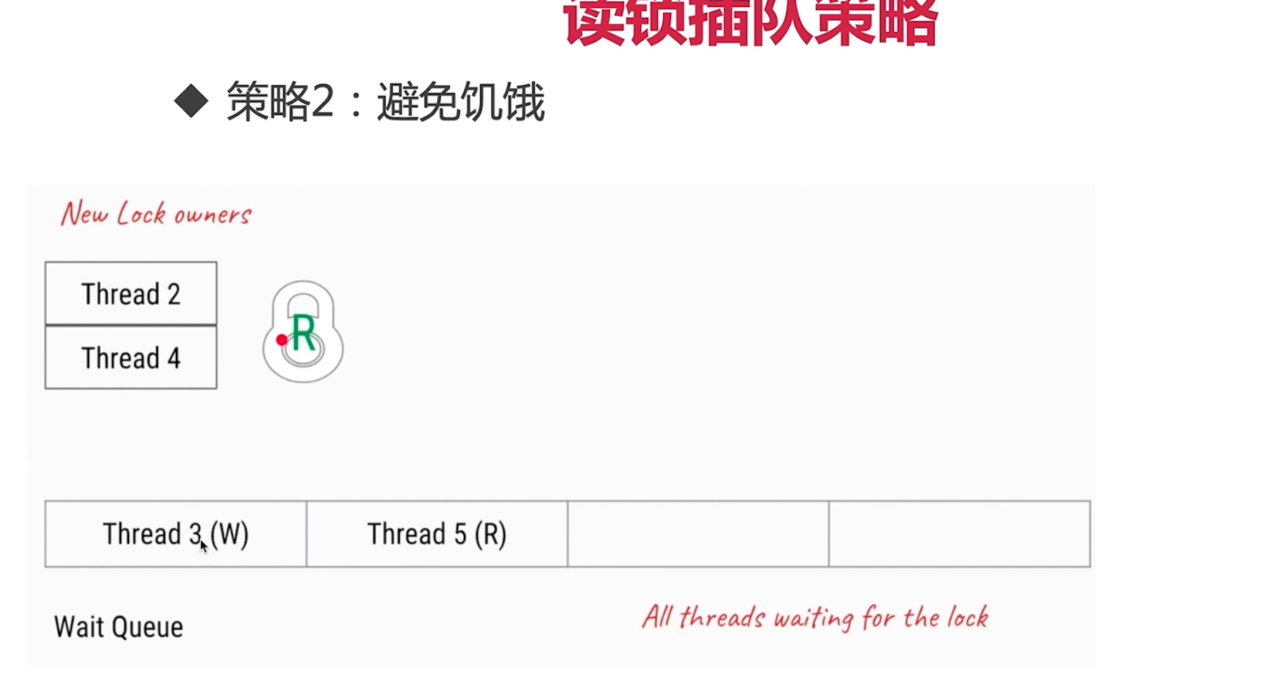 读锁插队策略
◆ 策略2：避免饥饿
New Lock owners
Thread 2
R
Thread 4
Thread 3 (W)
Thread 5 (R)
Wait Queue
All threads waiting for the lock